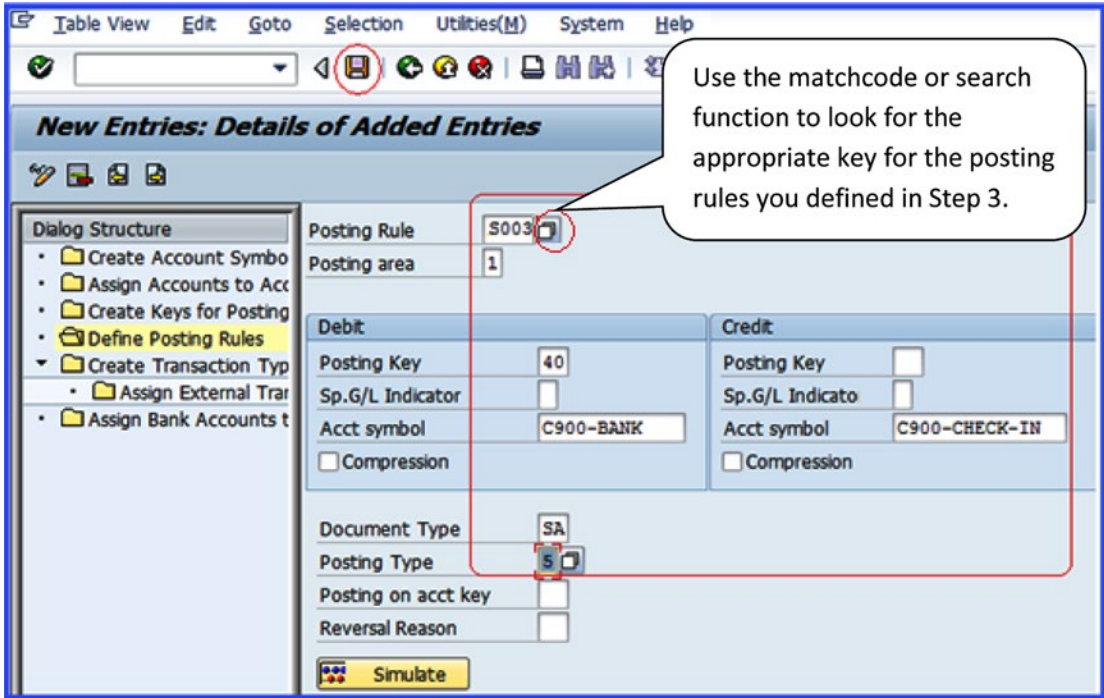 Table View Edit Goto Selection Utilities(M) System Help
Use the matchcode or search
function to look for the
appropriate key for the posting
rules you defined in Step 3.
New Entries: Details of Added Entries
Dialog Structure
Create Account Symbo
Assign Accounts to Acc
Create Keys for Posting
Define Posting Rules
Create Transaction Typ
Assign External Trar
Assign Bank Accounts t
Posting Rule S003
Posting area 1
Debit Credit
Posting Key 40 Posting Key
Sp.G/L Indicator Sp.G/L Indicato
Acct symbol C900-BANK Acct symbol C900-CHECK-IN
Compression Compression
Document Type SA
Posting Type 5
Posting on acct key
Reversal Reason
Simulate